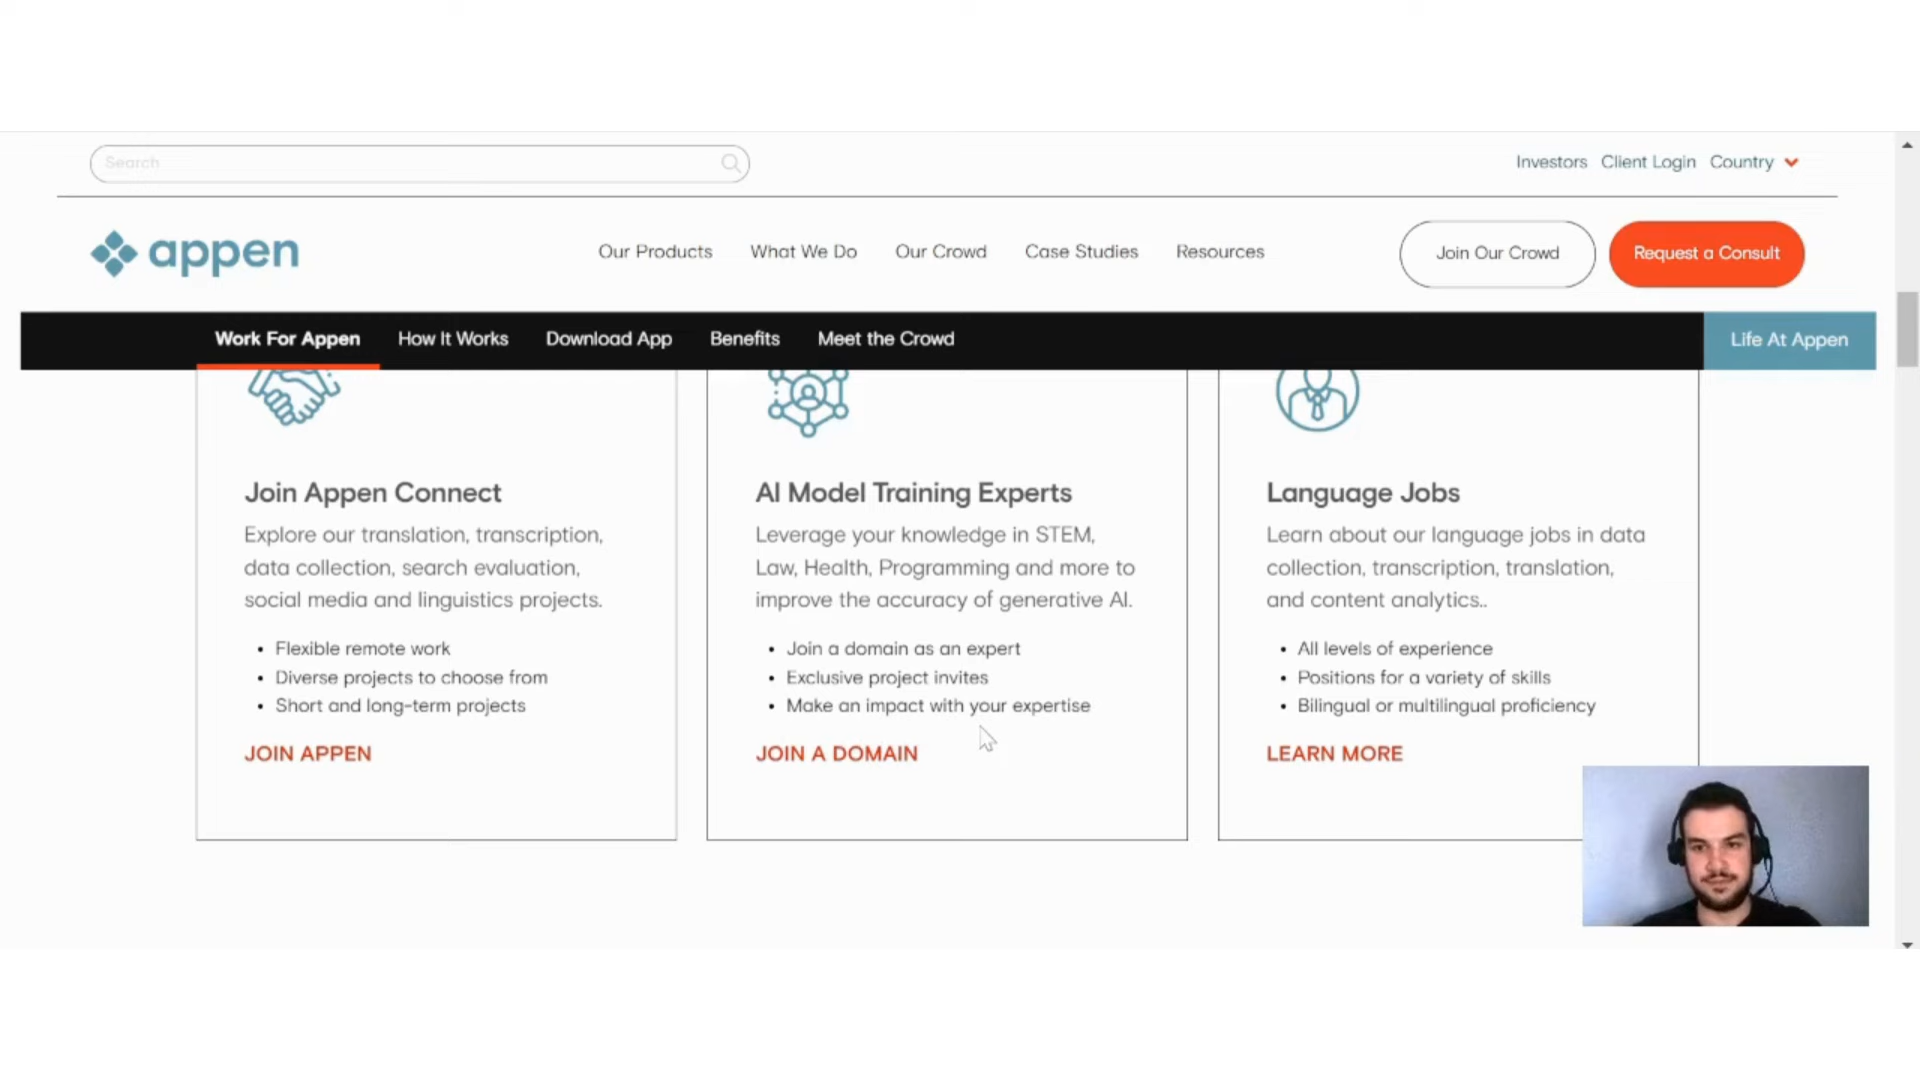 Search
Investors Client Login Country
appen
Our Products What We Do Our Crowd Case Studies Resources
Join Our Crowd
Request a Consult
Work For Appen How It Works Download App Benefits Meet the Crowd
Life At Appen
Join Appen Connect
Explore our translation, transcription,
data collection, search evaluation,
social media and linguistics projects.
• Flexible remote work
• Diverse projects to choose from
• Short and long-term projects
JOIN APPEN
AI Model Training Experts
Leverage your knowledge in STEM,
Law, Health, Programming and more to
improve the accuracy of generative AI.
• Join a domain as an expert
• Exclusive project invites
• Make an impact with your expertise
JOIN A DOMAIN
Language Jobs
Learn about our language jobs in data
collection, transcription, translation,
and content analytics..
• All levels of experience
• Positions for a variety of skills
• Bilingual or multilingual proficiency
LEARN MORE